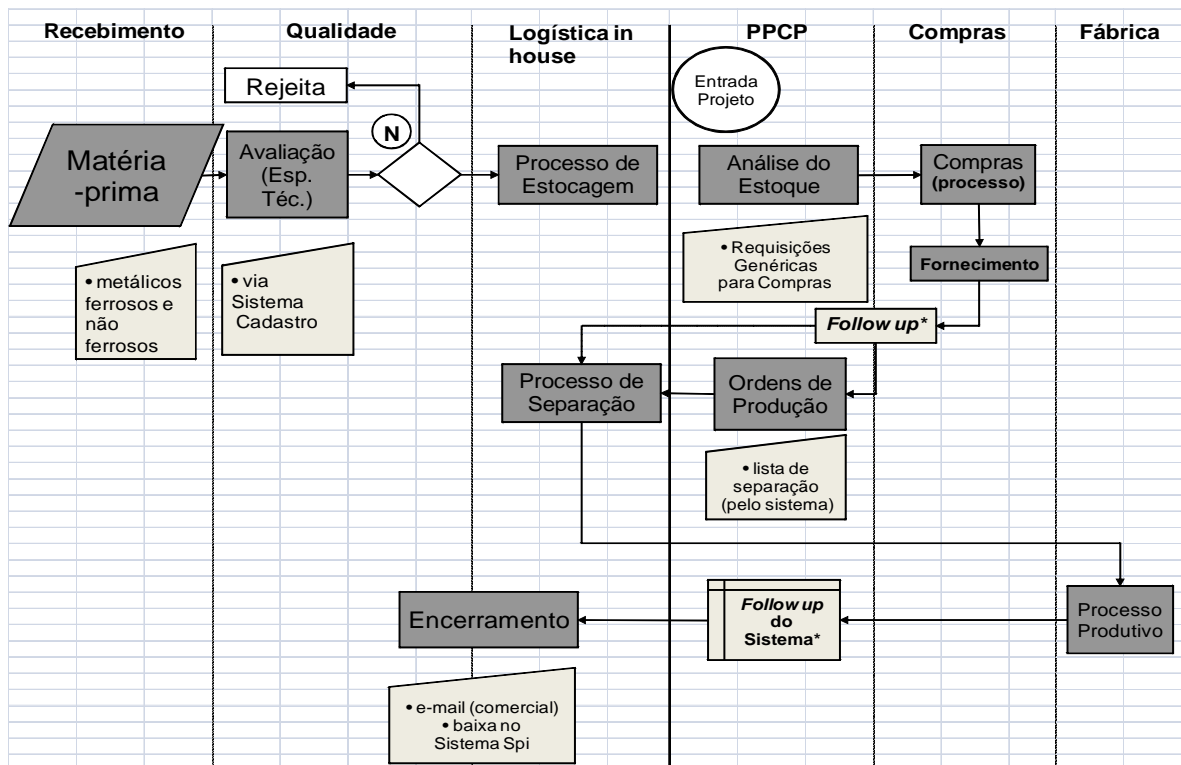 Recebimento
Qualidade
Logística in
house
PPCP
Compras
Fábrica
Rejeita
N
Entrada
Projeto
Matéria
-prima
Avaliação
(Esp.
Téc.)
Processo de
Estocagem
Análise do
Estoque
Compras
(processo)
• metálicos
ferrosos e
não
ferrosos
• via
Sistema
Cadastro
• Requisições
Genéricas
para Compras
Fornecimento
Follow up*
Processo de
Separação
Ordens de
Produção
• lista de
separação
(pelo sistema)
Encerramento
Follow up
do
Sistema*
Processo
Produtivo
• e-mail (comercial)
• baixa no
Sistema Spi